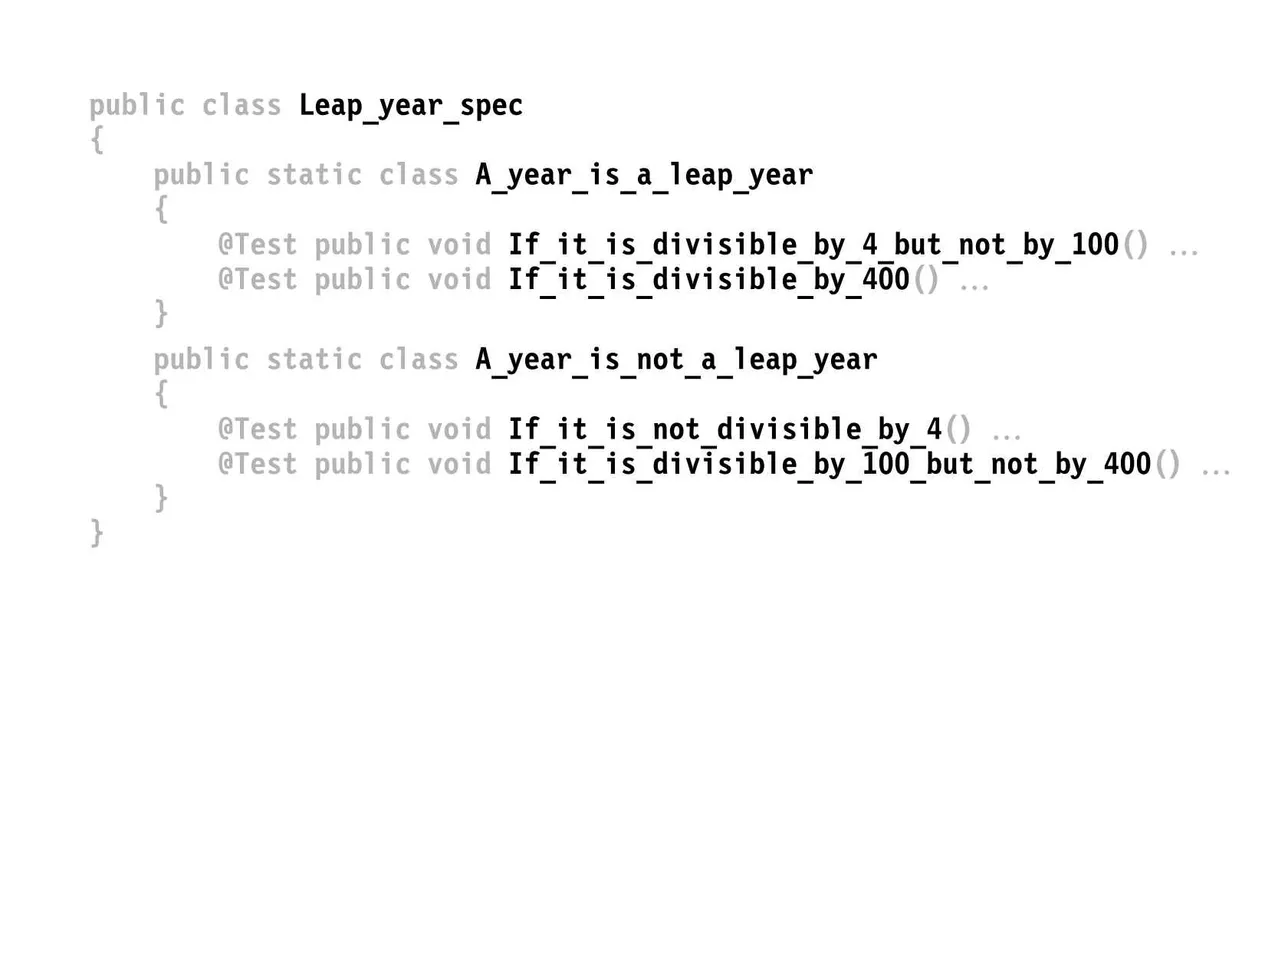 public class Leap_year_spec
{
public static class A_year_is_a_leap_year
{
@Test public void If_it_is_divisible_by_4_but_not_by_100() …
@Test public void If_it_is_divisible_by_400() …
}
public static class A_year_is_not_a_leap_year
{
@Test public void If_it_is_not_divisible_by_4() …
@Test public void If_it_is_divisible_by_100_but_not_by_400() …
}
}